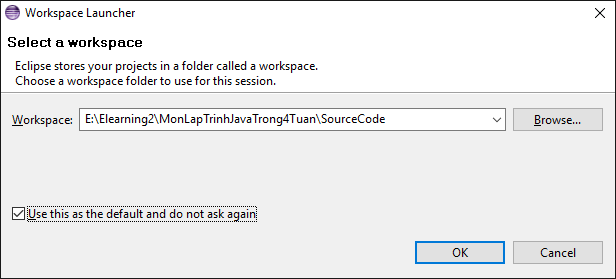 Workspace Launcher
Select a workspace
Eclipse stores your projects in a folder called a workspace.
Choose a workspace folder to use for this session.
Workspace: E:\Elearning2\MonLapTrinhJavaTrong4Tuan\SourceCode Browse...
Use this as the default and do not ask again
OK Cancel